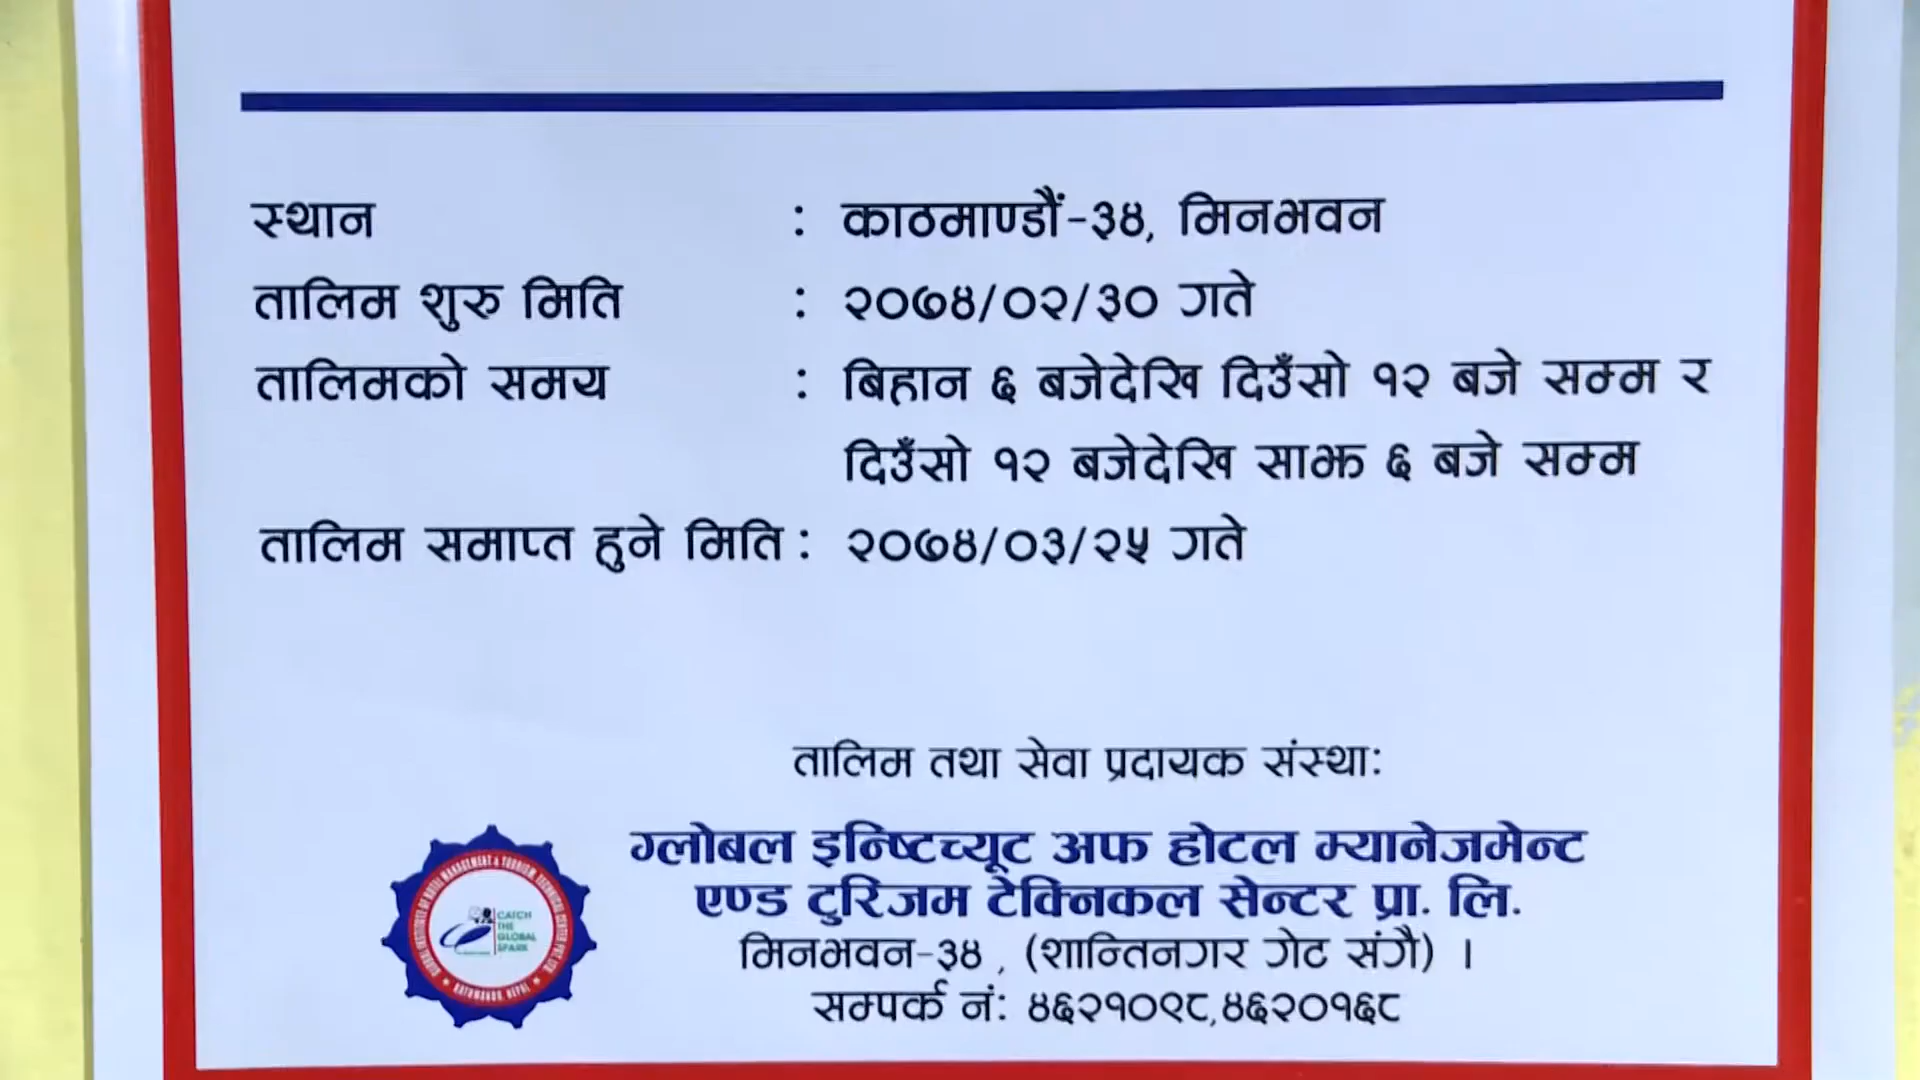 स्थान : काठमाण्डौं-३४, मिनभवन
तालिम शुरु मिति : २०७४/०२/३० गते
तालिमको समय : बिहान ६ बजेदेखि दिउँसो १२ बजे सम्म र
दिउँसो १२ बजेदेखि साझ ६ बजे सम्म
तालिम समाप्त हुने मिति : २०७४/०३/२५ गते
तालिम तथा सेवा प्रदायक संस्था:
ग्लोबल इन्ष्टिच्यूट अफ होटल म्यानेजमेन्ट
एण्ड टुरिजम टेक्निकल सेन्टर प्रा. लि.
मिनभवन-३४ , (शान्तिनगर गेट संगै) ।
सम्पर्क नं: ४६२१०९८,४६२०१६८
CATCH
THE
GLOBAL
SPARK
KATHMANDU, NEPAL